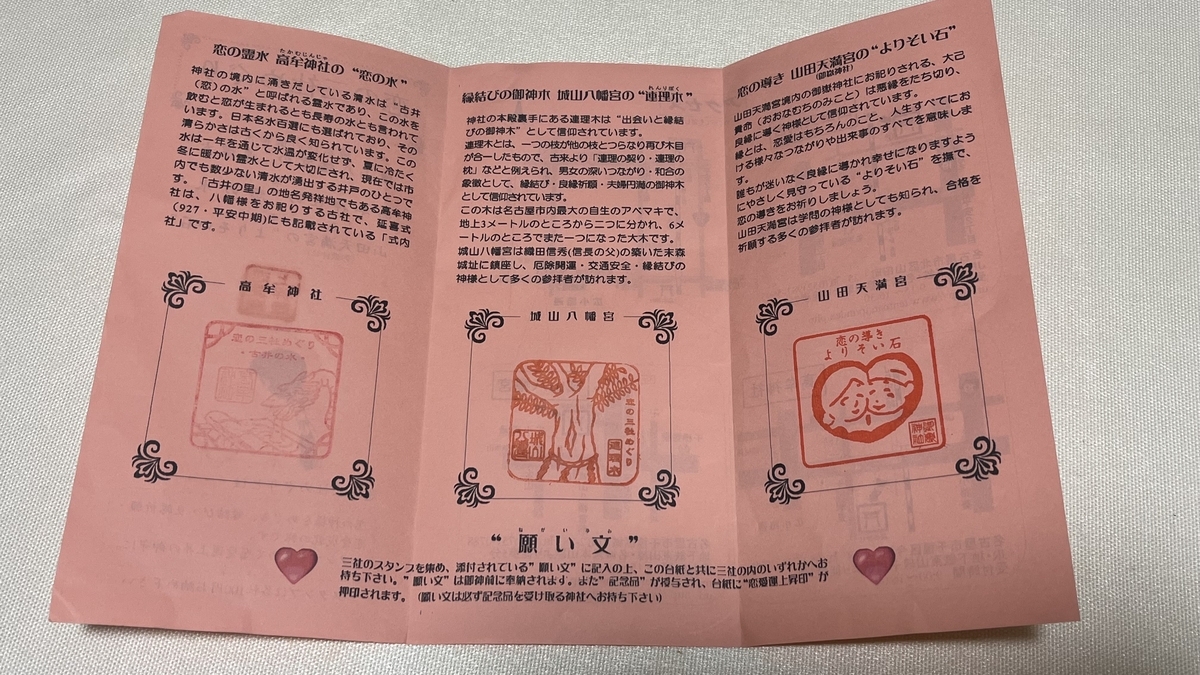 恋の霊水 高牟神社の “恋の水”
たかむじんじゃ
神社の境内に涌きだしている清水は“古井
(恋)の水”と呼ばれる霊水であり、この水を
飲むと恋が生まれるとも長寿の水とも言われて
います。日本名水百選にも選ばれており、その
清らかさは古くから良く知られています。この
水は一年を通じて水温が変化せず、夏に冷たく
冬に暖かい霊水として大切にされ、現在では市
内でも数少ない清水が湧出する井戸のひとつで
す。「古井の里」の地名発祥地でもある高牟神
社は、八幡様をお祀りする古社で、延喜式
(927・平安中期)にも記載されている「式内
社」です。
高牟神社
恋の三社めぐり
・古井の水・
縁結びの御神木 城山八幡宮の“連理木”
れんりぼく
神社の本殿裏手にある連理木は“出会いと縁結
びの御神木”として信仰されています。
連理木とは、一つの枝が他の枝とつらなり再び木目
が合一したもので、古来より「連理の契り・連理の
枕」などと例えられ、男女の深いつながり・和合の
象徴として、縁結び・良縁祈願・夫婦円満の御神木
として信仰されています。
この木は名古屋市内最大の自生のアベマキで、
地上3メートルのところから二つに分かれ、6メ
ートルのところでまた一つになった大木です。
城山八幡宮は織田信秀(信長の父)の築いた末森
城址に鎮座し、厄除開運・交通安全・縁結びの
神様として多くの参拝者が訪れます。
城山八幡宮
恋の三社めぐり
連理木
恋の導き 山田天満宮の“よりそい石”
(御嶽神社)
山田天満宮境内の御嶽神社にお祀りされる、大己
貴命(おおなむちのみこと)は悪縁をたち切り、
良縁に導く神様として信仰されています。
縁とは、恋愛はもちろんのこと、人生すべてにお
ける様々なつながりや出来事のすべてを意味しま
す。
誰もが迷いなく良縁に導かれ幸せになりますよう
にやさしく見守っている“よりそい石”を撫で、
恋の導きをお祈りしましょう。
山田天満宮は学問の神様としても知られ、合格を
祈願する多くの参拝者が訪れます。
山田天満宮
恋の導き
よりそい石
“願い文”
ねがいぶみ
三社のスタンプを集め、添付されている“願い文”に記入の上、この台紙と共に三社の内のいずれかへお
持ち下さい。“願い文”は御神前に奉納されます。また“記念品”が授与され、台紙に“恋愛運上昇印”が
押印されます。(願い文は必ず記念品を受け取る神社へお持ち下さい)